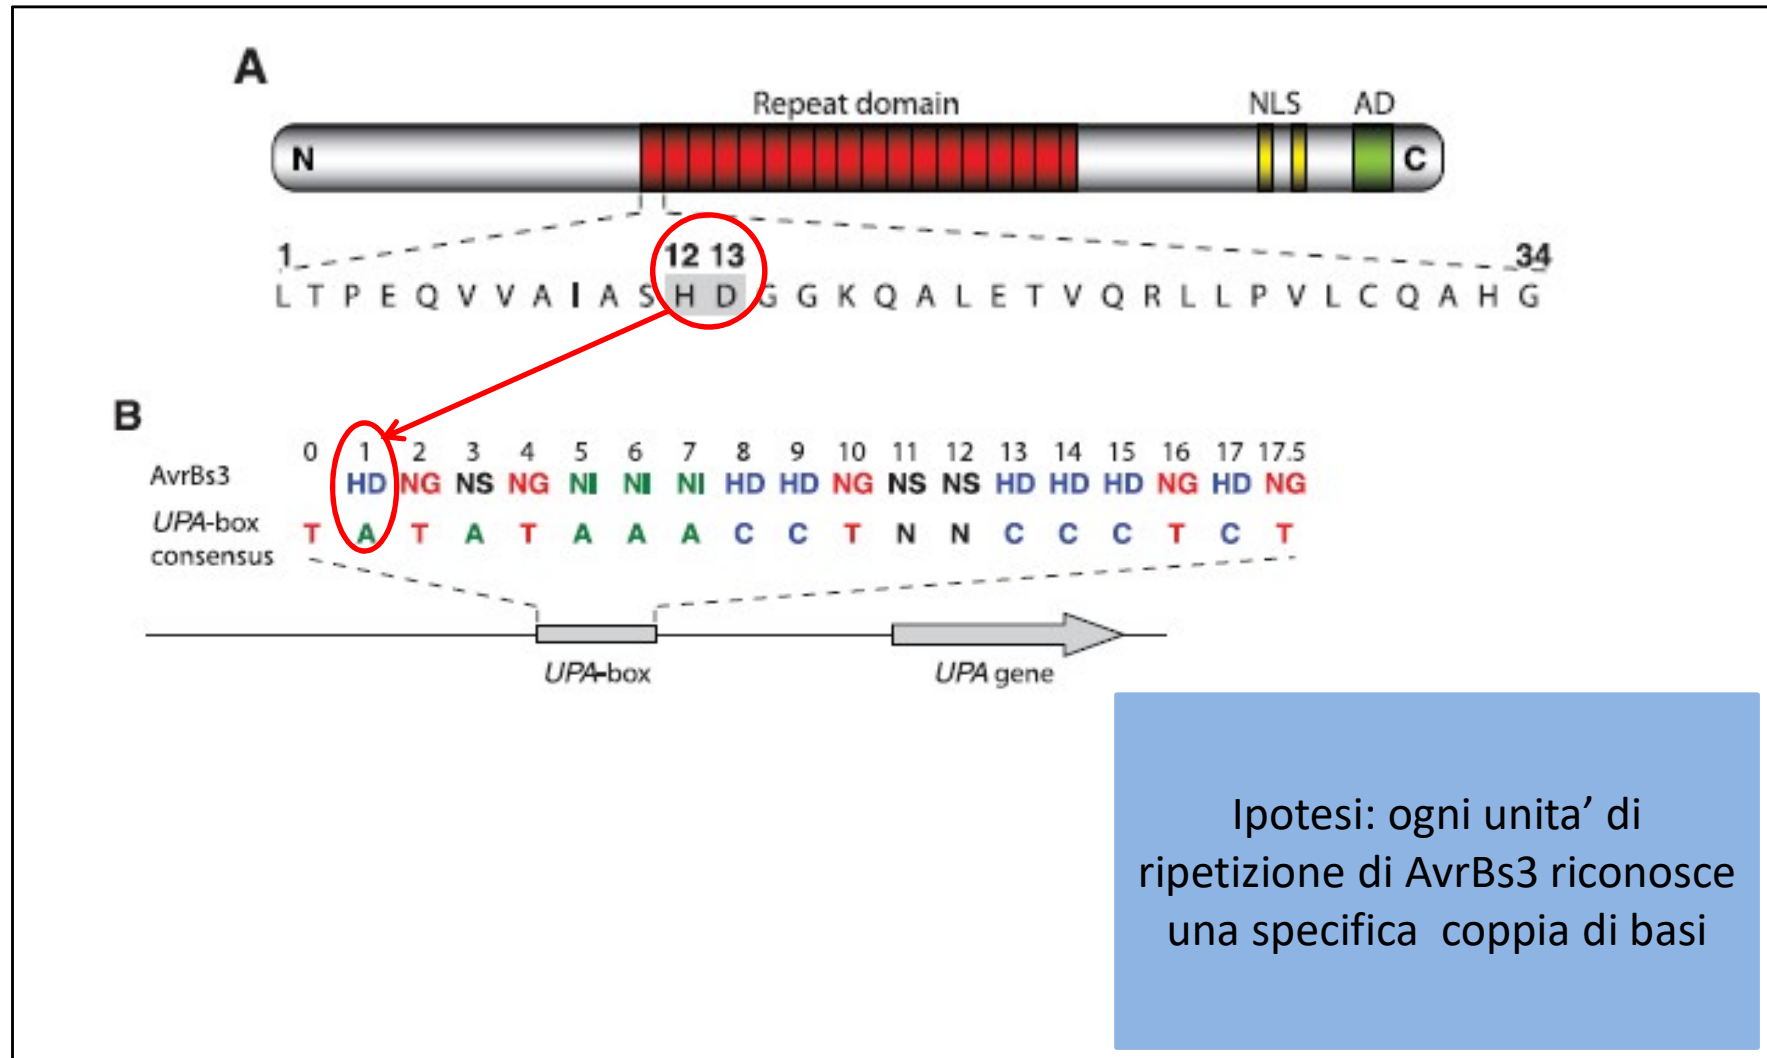 A
Repeat domain NLS AD
N C
1 12 13 34
L T P E Q V V A I A S H D G G K Q A L E T V Q R L L P V L C Q A H G
B
0 1 2 3 4 5 6 7 8 9 10 11 12 13 14 15 16 17 17.5
AvrBs3 HD NG NS NG NI NI NI HD HD NG NS NS HD HD HD NG HD NG
UPA-box
consensus T A T A T A A A C C T N N C C C T C T
UPA-box UPA gene
Ipotesi: ogni unita’ di
ripetizione di AvrBs3 riconosce
una specifica coppia di basi